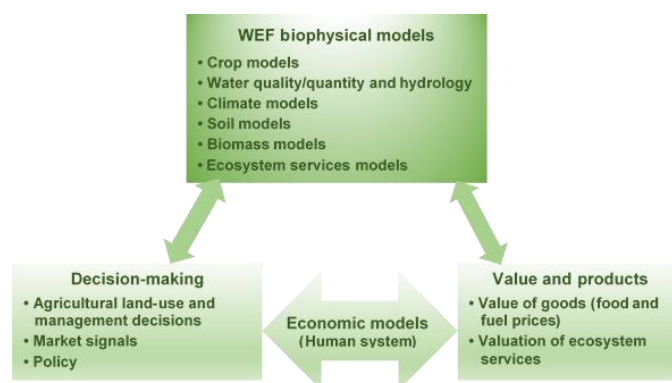 WEF biophysical models
• Crop models
• Water quality/quantity and hydrology
• Climate models
• Soil models
• Biomass models
• Ecosystem services models
Decision-making
• Agricultural land-use and
management decisions
• Market signals
• Policy
Economic models
(Human system)
Value and products
• Value of goods (food and
fuel prices)
• Valuation of ecosystem
services